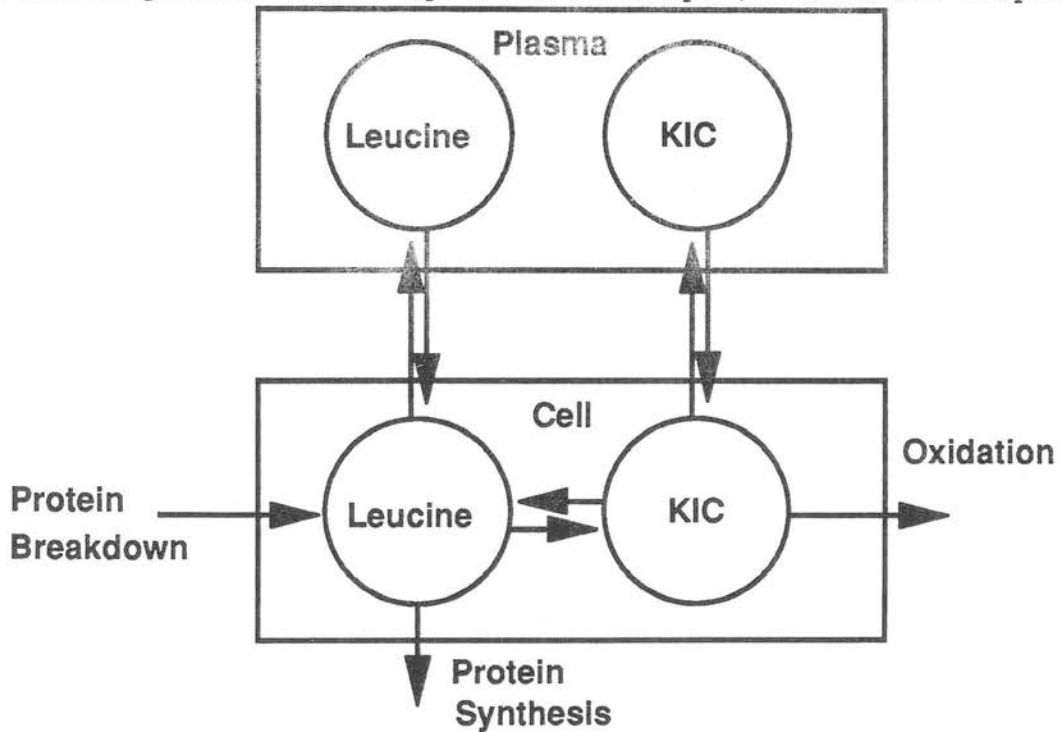 Plasma
Leucine
KIC
Cell
Oxidation
Protein
Breakdown
Leucine
KIC
Protein
Synthesis